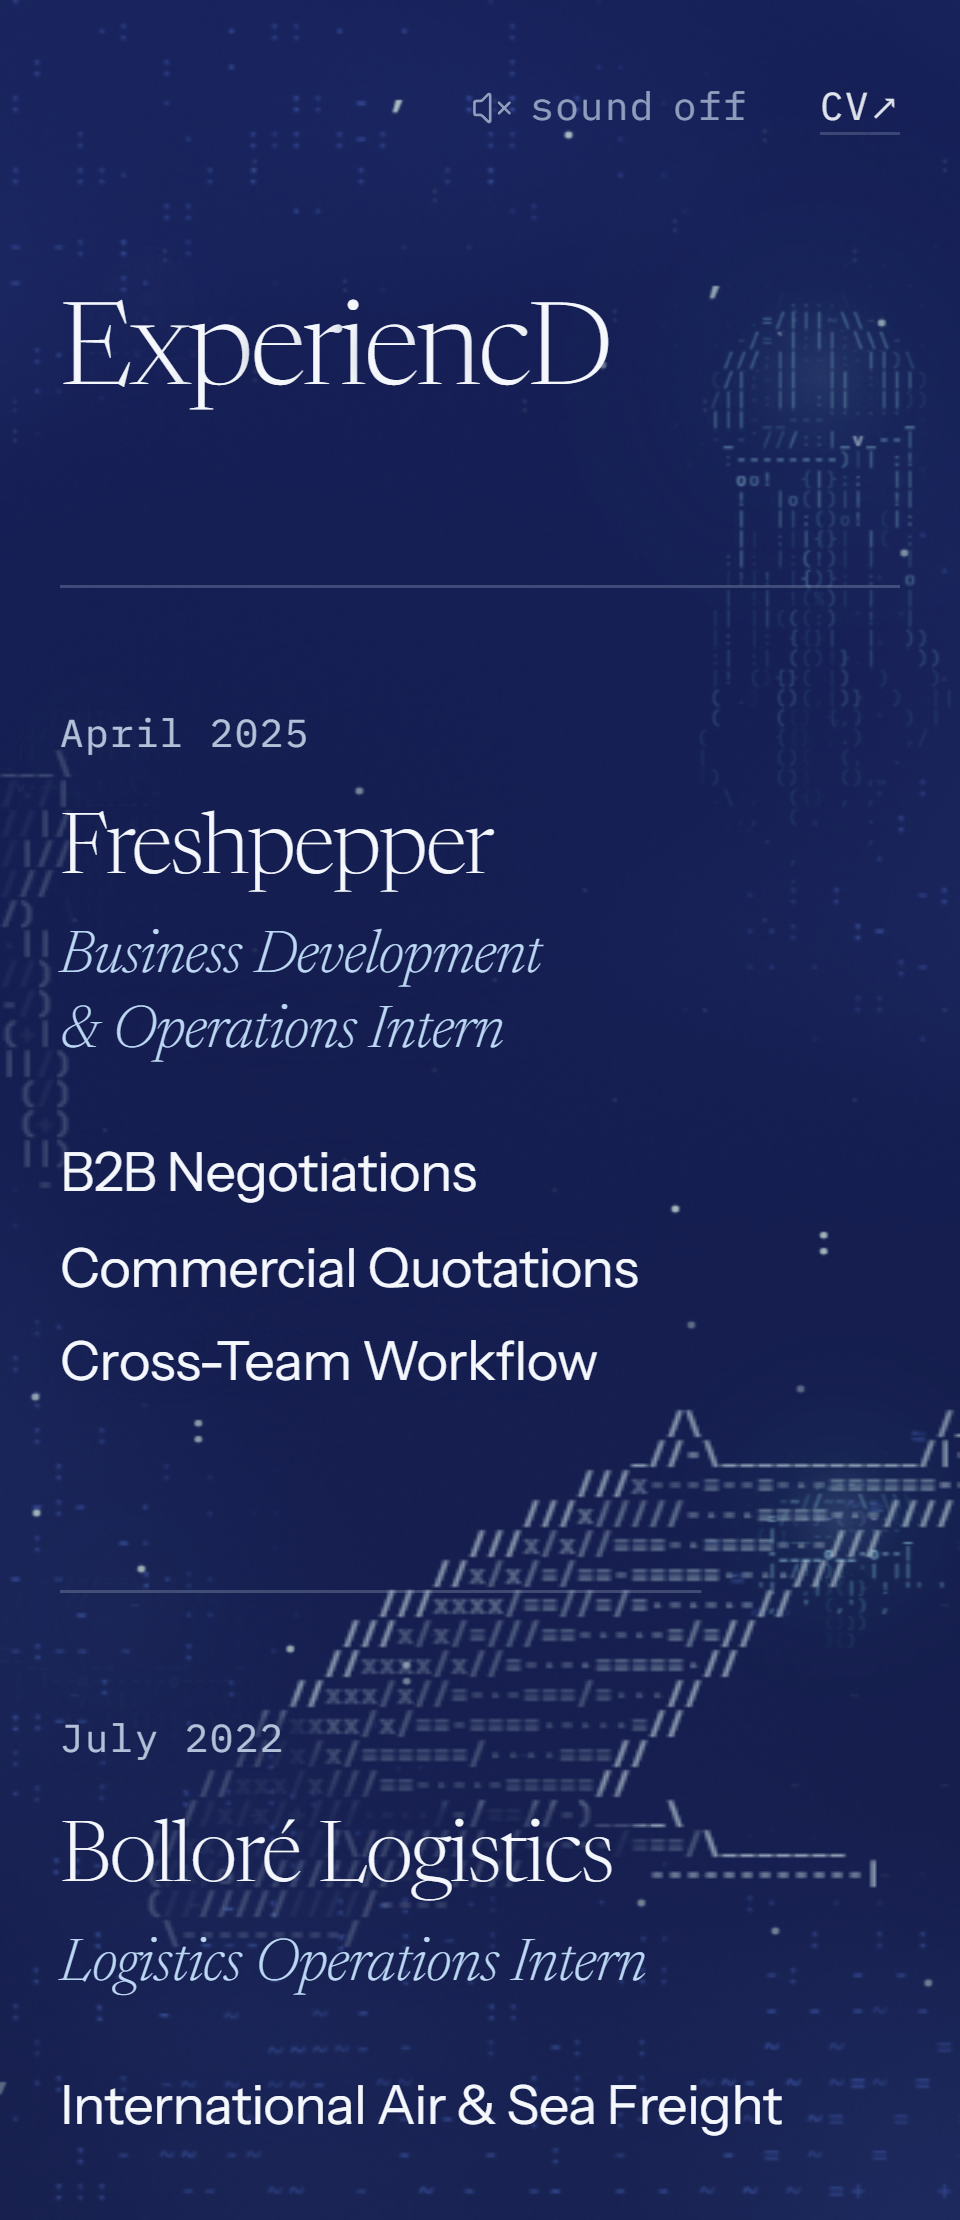 sound off CV↗
ExperiencD
April 2025
Freshpepper
Business Development
& Operations Intern
B2B Negotiations
Commercial Quotations
Cross-Team Workflow
July 2022
Bolloré Logistics
Logistics Operations Intern
International Air & Sea Freight